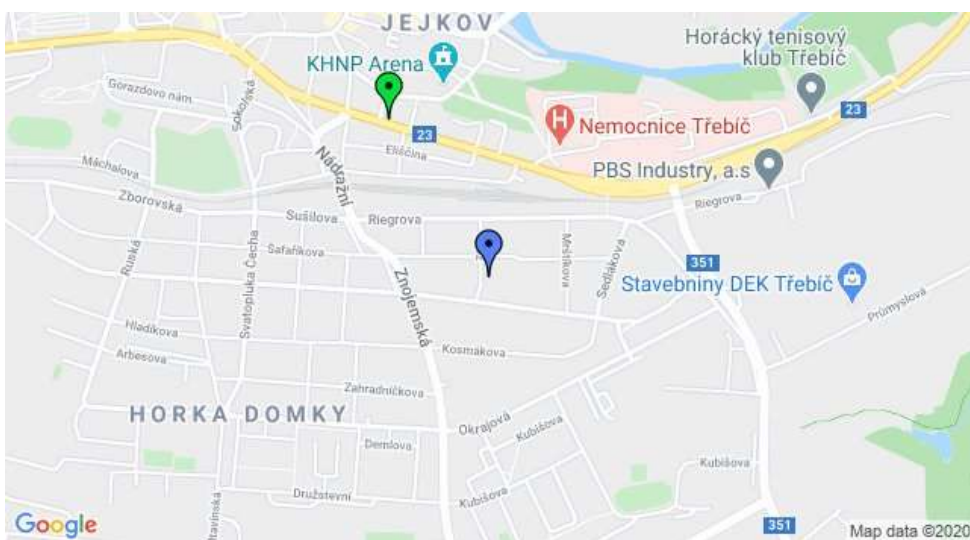 JEJKOV
Horácký tenisový
klub Třebíč
KHNP Arena
Gorazdovo nám.
Sokolská
23
23
H
Nemocnice Třebíč
Eliščina
Nádražní
Máchalova
PBS Industry, a.s
Zborovská
Sušilova
Riegrova
Riegrova
Ruská
Svatopluka Čecha
Šafaříkova
Mrštíkova
Sedlákova
351
Znojemská
Stavebniny DEK Třebíč
Průmyslová
Hladíkova
Arbesova
Kosmákova
Zahradníčkova
HORKA DOMKY
Okrajová
Kubišova
Demlova
Kubišova
Družstevní
Kubišova
351
Google
Map data ©2020